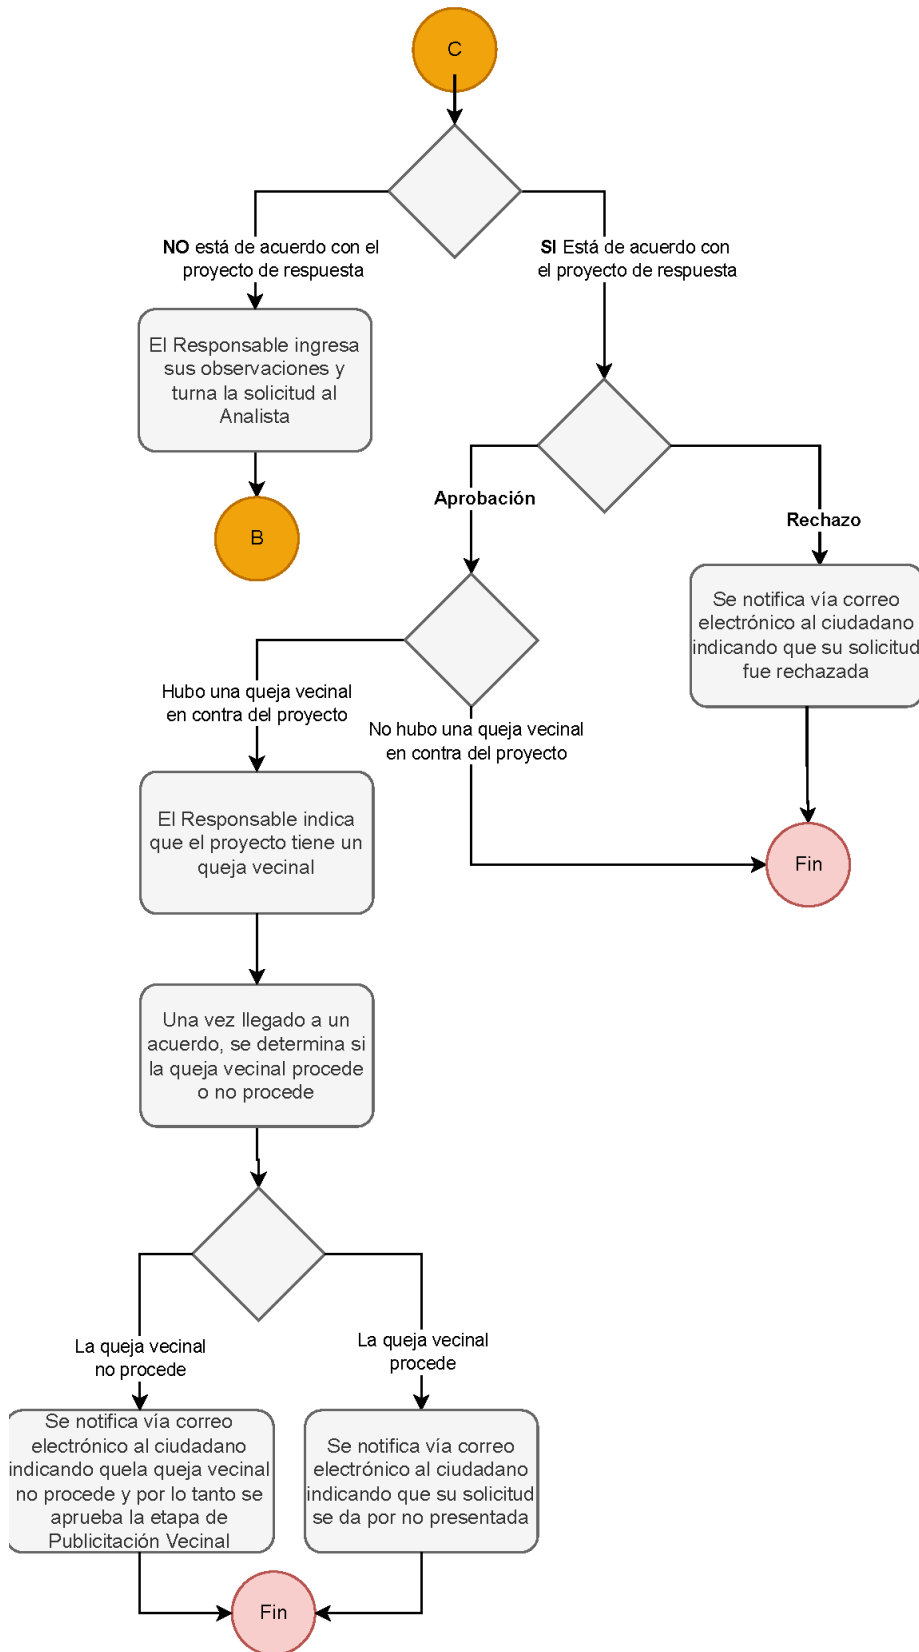 C
NO está de acuerdo con el
proyecto de respuesta
SI Está de acuerdo con
el proyecto de respuesta
El Responsable ingresa
sus observaciones y
turna la solicitud al
Analista
B
Aprobación
Rechazo
Se notifica vía correo
electrónico al ciudadano
indicando que su solicitud
fue rechazada
Hubo una queja vecinal
en contra del proyecto
No hubo una queja vecinal
en contra del proyecto
El Responsable indica
que el proyecto tiene un
queja vecinal
Fin
Una vez llegado a un
acuerdo, se determina si
la queja vecinal procede
o no procede
La queja vecinal
no procede
La queja vecinal
procede
Se notifica vía correo
electrónico al ciudadano
indicando quela queja vecinal
no procede y por lo tanto se
aprueba la etapa de
Publicitación Vecinal
Se notifica vía correo
electrónico al ciudadano
indicando que su solicitud
se da por no presentada
Fin